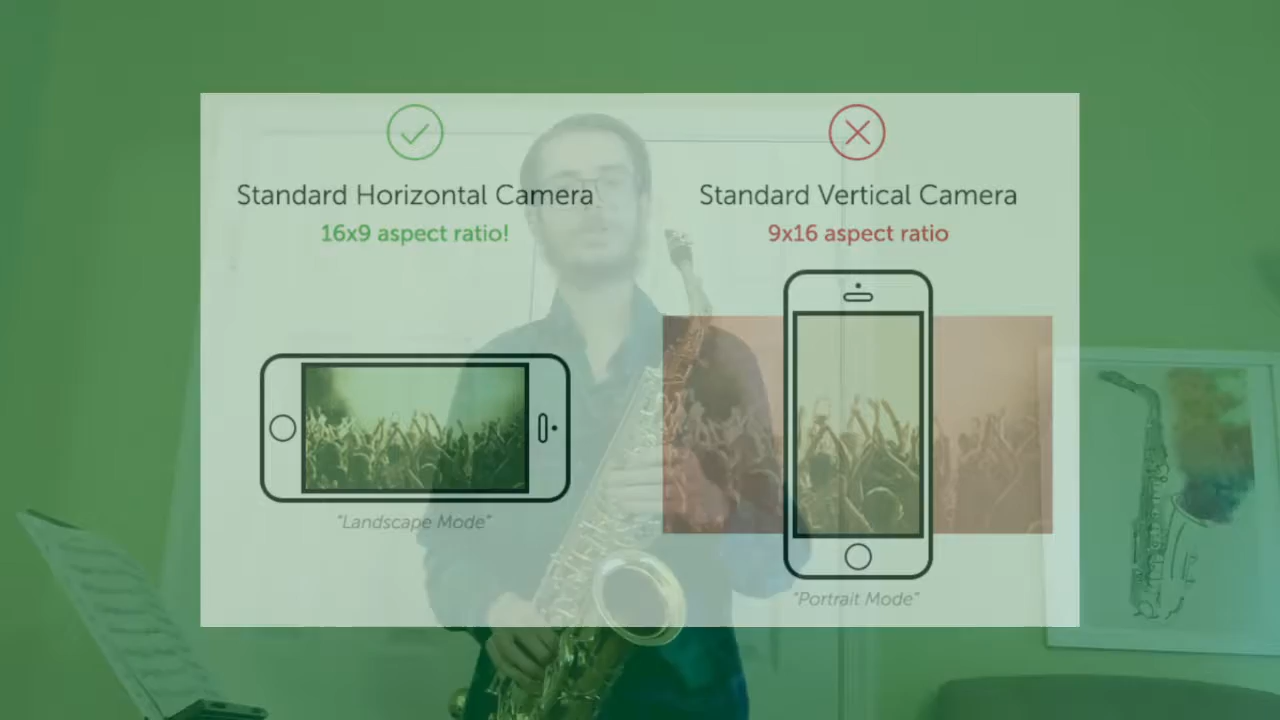 Standard Horizontal Camera
16x9 aspect ratio!
"Landscape Mode"
Standard Vertical Camera
9x16 aspect ratio
"Portrait Mode"